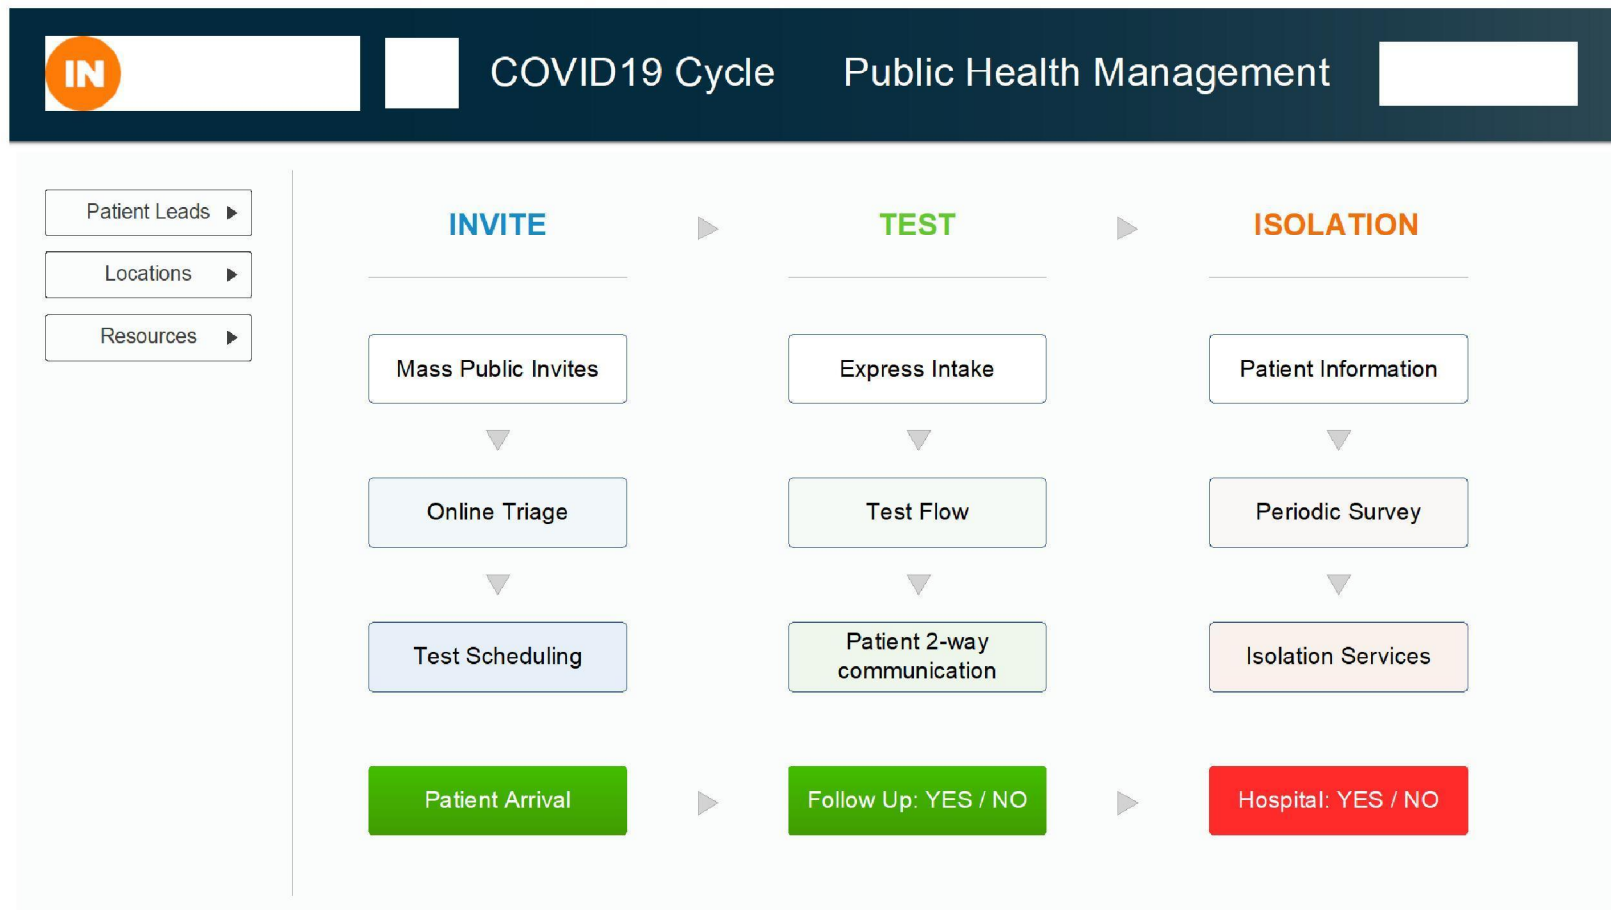 IN
COVID19 Cycle Public Health Management
Patient Leads
Locations
Resources
INVITE
TEST
ISOLATION
Mass Public Invites
Express Intake
Patient Information
Online Triage
Test Flow
Periodic Survey
Test Scheduling
Patient 2-way
communication
Isolation Services
Patient Arrival
Follow Up: YES / NO
Hospital: YES / NO